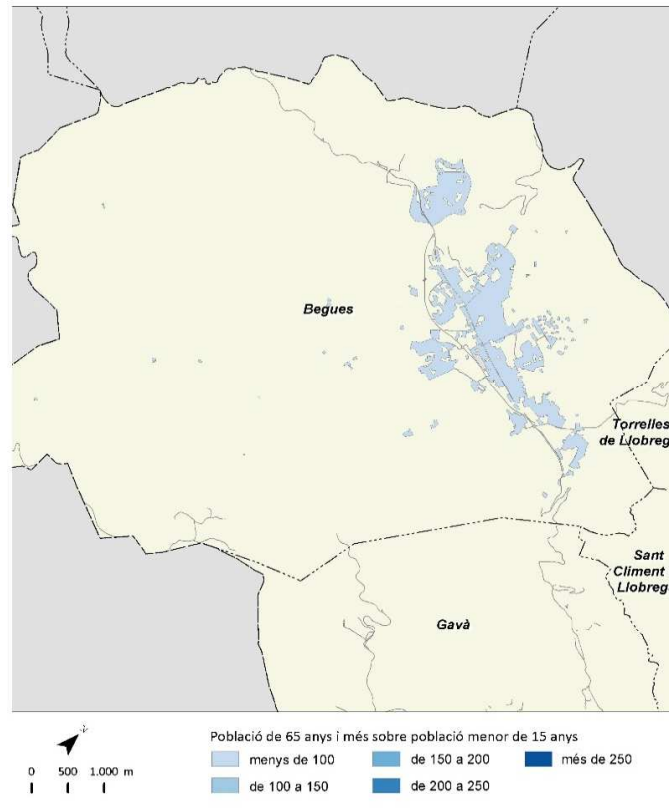 Begues
Torrelles
de Llobreg
Sant
Climent
Llobreg
Gavà
Població de 65 anys i més sobre població menor de 15 anys
menys de 100
de 150 a 200
més de 250
0 500 1.000 m
de 100 a 150
de 200 a 250